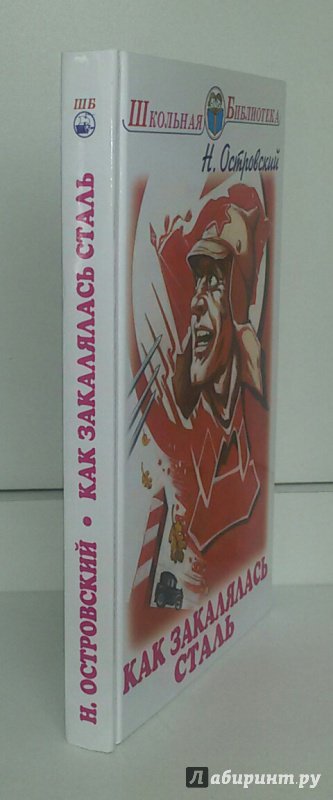 ШБ
Н. ОСТРОВСКИЙ • КАК ЗАКАЛЯЛАСЬ СТАЛЬ
ШКОЛЬНАЯ БИБЛИОТЕКА
Н. Островский
КАК ЗАКАЛЯЛАСЬ
СТАЛЬ
Лабиринт.ру